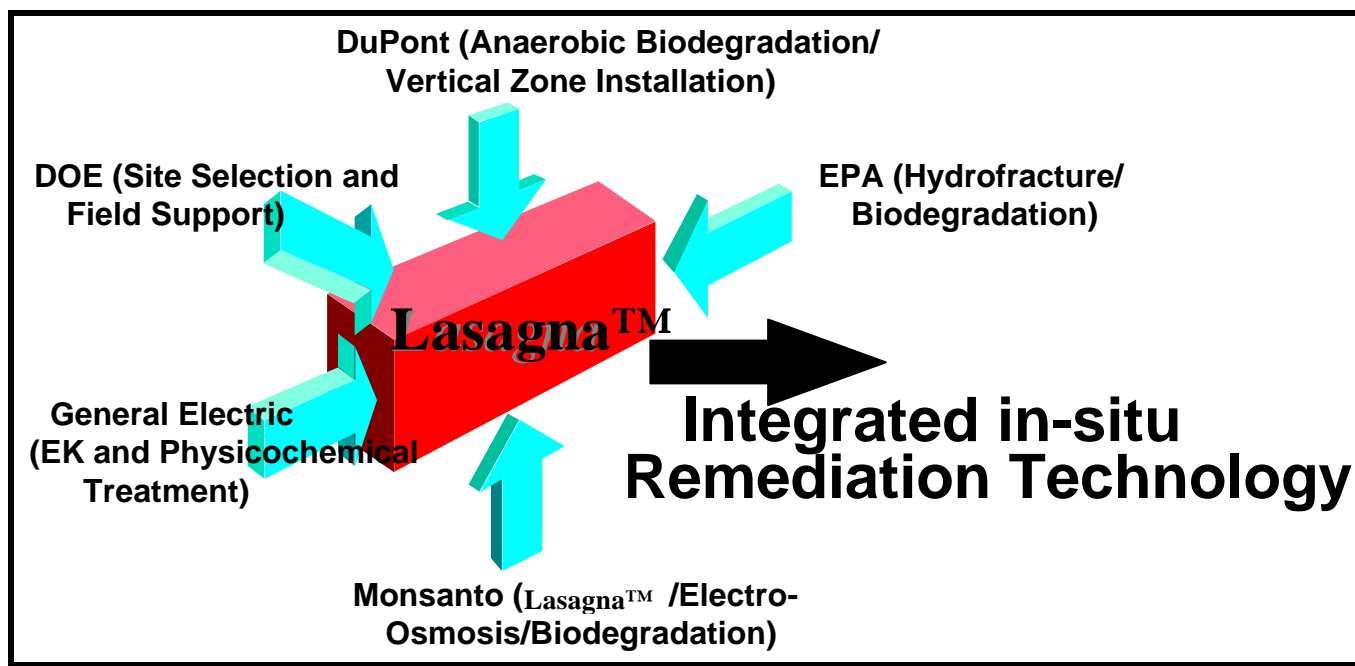 DuPont (Anaerobic Biodegradation/
Vertical Zone Installation)
DOE (Site Selection and
Field Support)
EPA (Hydrofracture/
Biodegradation)
Lasagna™
General Electric
(EK and Physicochemical
Treatment)
Integrated in-situ
Remediation Technology
Monsanto (Lasagna™ /Electro-
Osmosis/Biodegradation)